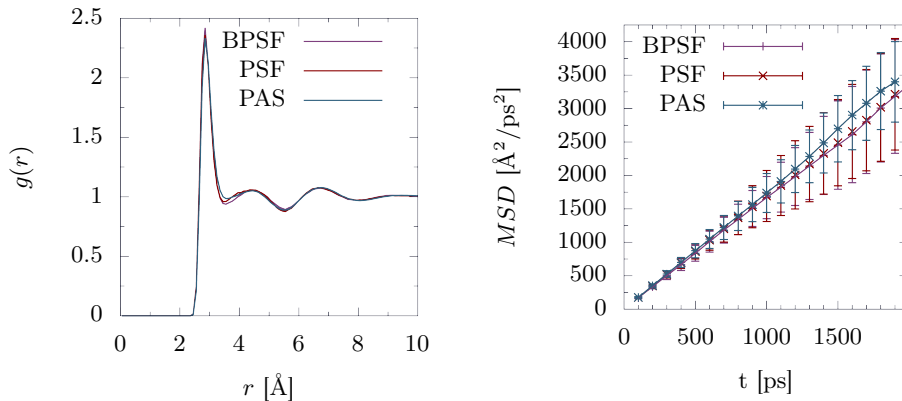 2.5
2
1.5
1
0.5
0
g(r)
BPSF
PSF
PAS
0 2 4 6 8 10
r [Å]
4000
3500
3000
2500
2000
1500
1000
500
0
MSD [Å²/ps²]
BPSF
PSF
PAS
0 500 1000 1500
t [ps]